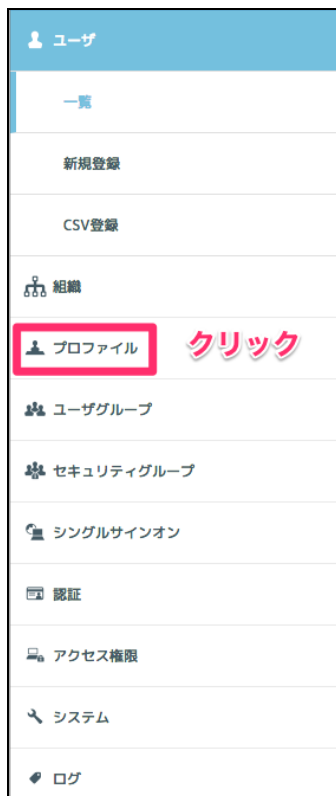 ユーザ
一覧
新規登録
CSV登録
組織
プロファイル
クリック
ユーザグループ
セキュリティグループ
シングルサインオン
認証
アクセス権限
システム
ログ